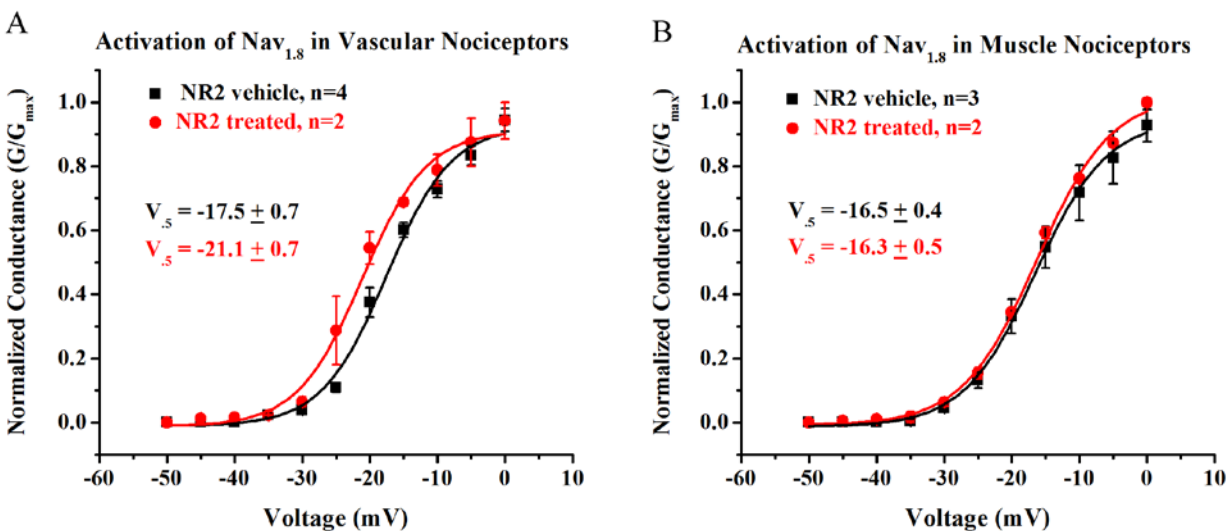 A
Activation of Nav1.8 in Vascular Nociceptors
NR2 vehicle, n=4
NR2 treated, n=2
V.5 = -17.5 ± 0.7
V.5 = -21.1 ± 0.7
Normalized Conductance (G/Gmax)
1.0
0.8
0.6
0.4
0.2
0.0
-60 -50 -40 -30 -20 -10 0 10
Voltage (mV)
B
Activation of Nav1.8 in Muscle Nociceptors
NR2 vehicle, n=3
NR2 treated, n=2
V.5 = -16.5 ± 0.4
V.5 = -16.3 ± 0.5
Normalized Conductance (G/Gmax)
1.0
0.8
0.6
0.4
0.2
0.0
-60 -50 -40 -30 -20 -10 0 10
Voltage (mV)